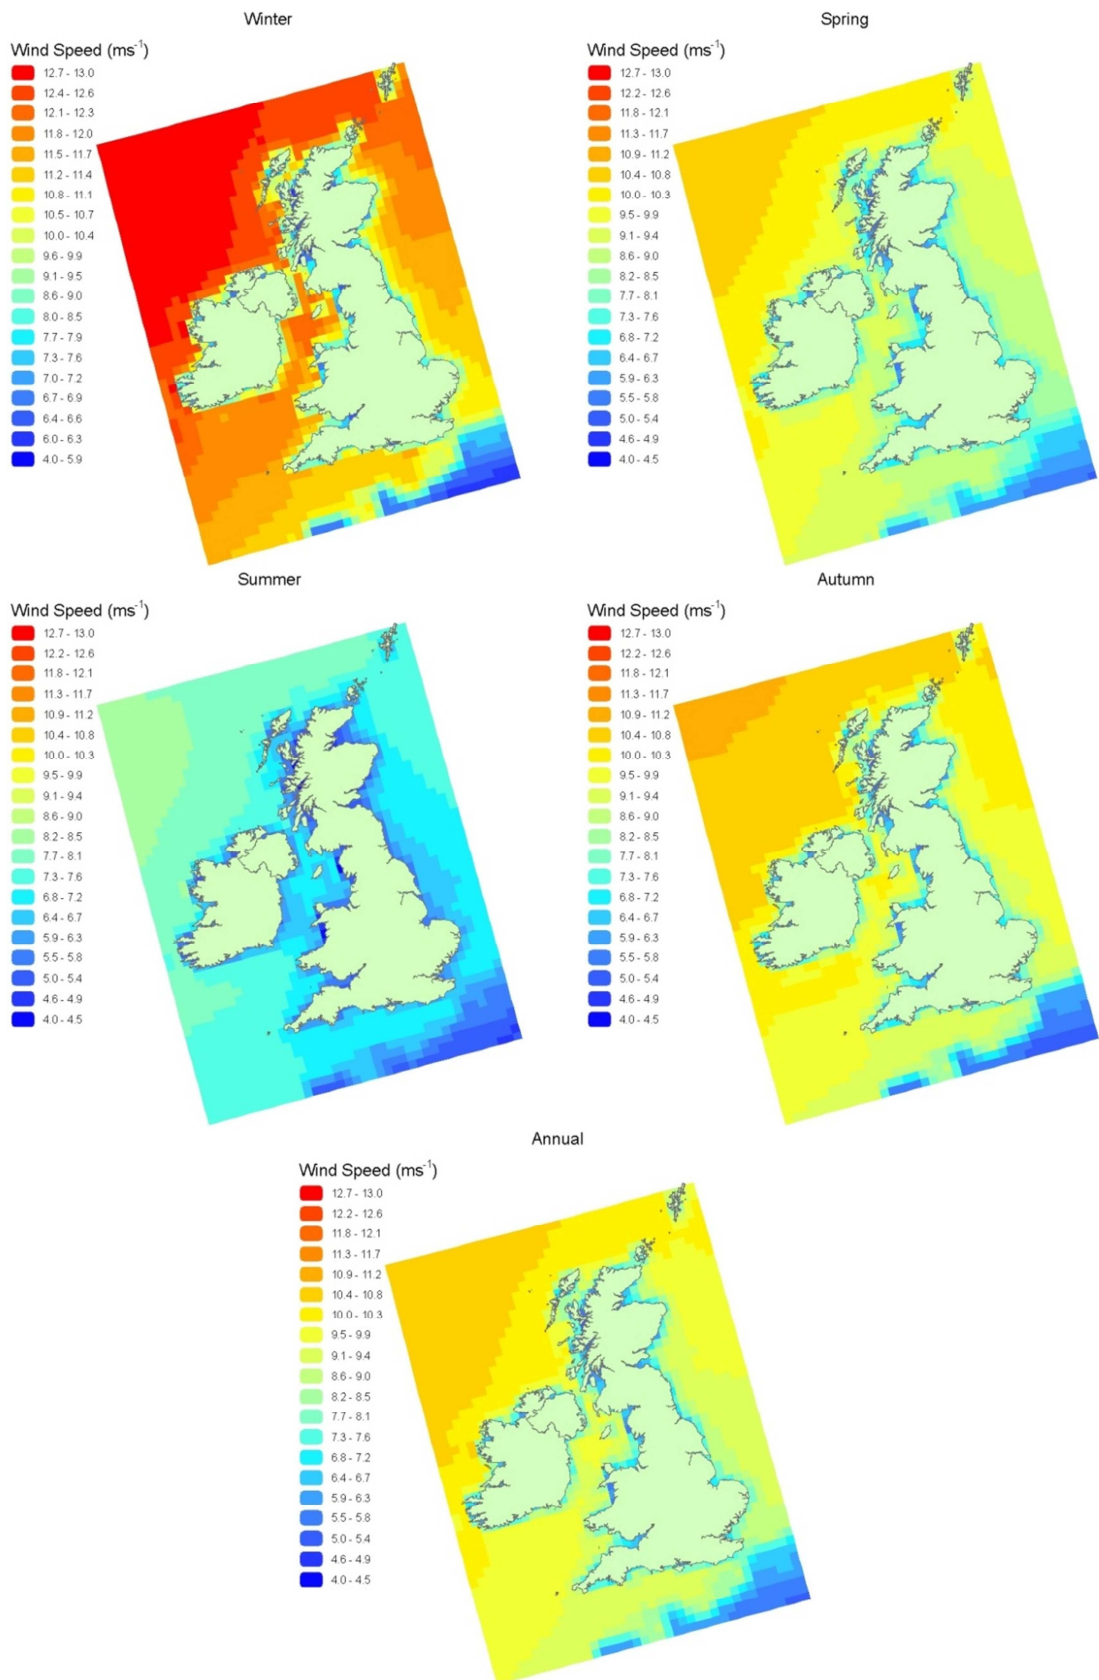 Winter
Wind Speed (ms-1)
12.7 - 13.0
12.4 - 12.6
12.1 - 12.3
11.8 - 12.0
11.5 - 11.7
11.2 - 11.4
10.8 - 11.1
10.5 - 10.7
10.0 - 10.4
9.6 - 9.9
9.1 - 9.5
8.6 - 9.0
8.0 - 8.5
7.7 - 7.9
7.3 - 7.6
7.0 - 7.2
6.7 - 6.9
6.4 - 6.6
6.0 - 6.3
4.0 - 5.9
Spring
Wind Speed (ms-1)
12.7 - 13.0
12.2 - 12.6
11.8 - 12.1
11.3 - 11.7
10.9 - 11.2
10.4 - 10.8
10.0 - 10.3
9.5 - 9.9
9.1 - 9.4
8.6 - 9.0
8.2 - 8.5
7.7 - 8.1
7.3 - 7.6
6.8 - 7.2
6.4 - 6.7
5.9 - 6.3
5.5 - 5.8
5.0 - 5.4
4.6 - 4.9
4.0 - 4.5
Summer
Wind Speed (ms-1)
12.7 - 13.0
12.2 - 12.6
11.8 - 12.1
11.3 - 11.7
10.9 - 11.2
10.4 - 10.8
10.0 - 10.3
9.5 - 9.9
9.1 - 9.4
8.6 - 9.0
8.2 - 8.5
7.7 - 8.1
7.3 - 7.6
6.8 - 7.2
6.4 - 6.7
5.9 - 6.3
5.5 - 5.8
5.0 - 5.4
4.6 - 4.9
4.0 - 4.5
Autumn
Wind Speed (ms-1)
12.7 - 13.0
12.2 - 12.6
11.8 - 12.1
11.3 - 11.7
10.9 - 11.2
10.4 - 10.8
10.0 - 10.3
9.5 - 9.9
9.1 - 9.4
8.6 - 9.0
8.2 - 8.5
7.7 - 8.1
7.3 - 7.6
6.8 - 7.2
6.4 - 6.7
5.9 - 6.3
5.5 - 5.8
5.0 - 5.4
4.6 - 4.9
4.0 - 4.5
Annual
Wind Speed (ms-1)
12.7 - 13.0
12.2 - 12.6
11.8 - 12.1
11.3 - 11.7
10.9 - 11.2
10.4 - 10.8
10.0 - 10.3
9.5 - 9.9
9.1 - 9.4
8.6 - 9.0
8.2 - 8.5
7.7 - 8.1
7.3 - 7.6
6.8 - 7.2
6.4 - 6.7
5.9 - 6.3
5.5 - 5.8
5.0 - 5.4
4.6 - 4.9
4.0 - 4.5